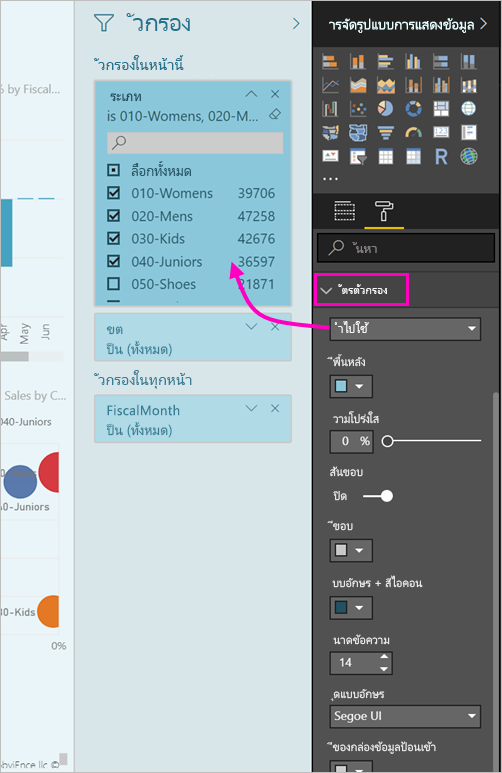 6 by Fiscal...
Apr
May
Jun
Sales by C...
040-Juniors
0-Juniors
0-Kids
0%
obviEnce llc ©
ัวกรอง
ัวกรองในหน้านี้
ระเภท
is 010-Womens, 020-M...
ลือกทั้งหมด
010-Womens 39706
020-Mens 47258
030-Kids 42676
040-Juniors 36597
050-Shoes 21871
ขต
ป็น (ทั้งหมด)
ัวกรองในทุกหน้า
FiscalMonth
ป็น (ทั้งหมด)
ารจัดรูปแบบการแสดงข้อมูล
R
...
้นหา
ัตรตัวกรอง
ำไปใช้
ีพื้นหลัง
วามโปร่งใส
0 %
ส้นขอบ
ปิด
ีขอบ
บบอักษร + สีไอคอน
นาดข้อความ
14
ุดแบบอักษร
Segoe UI
ีของกล่องข้อมูลป้อนเข้า